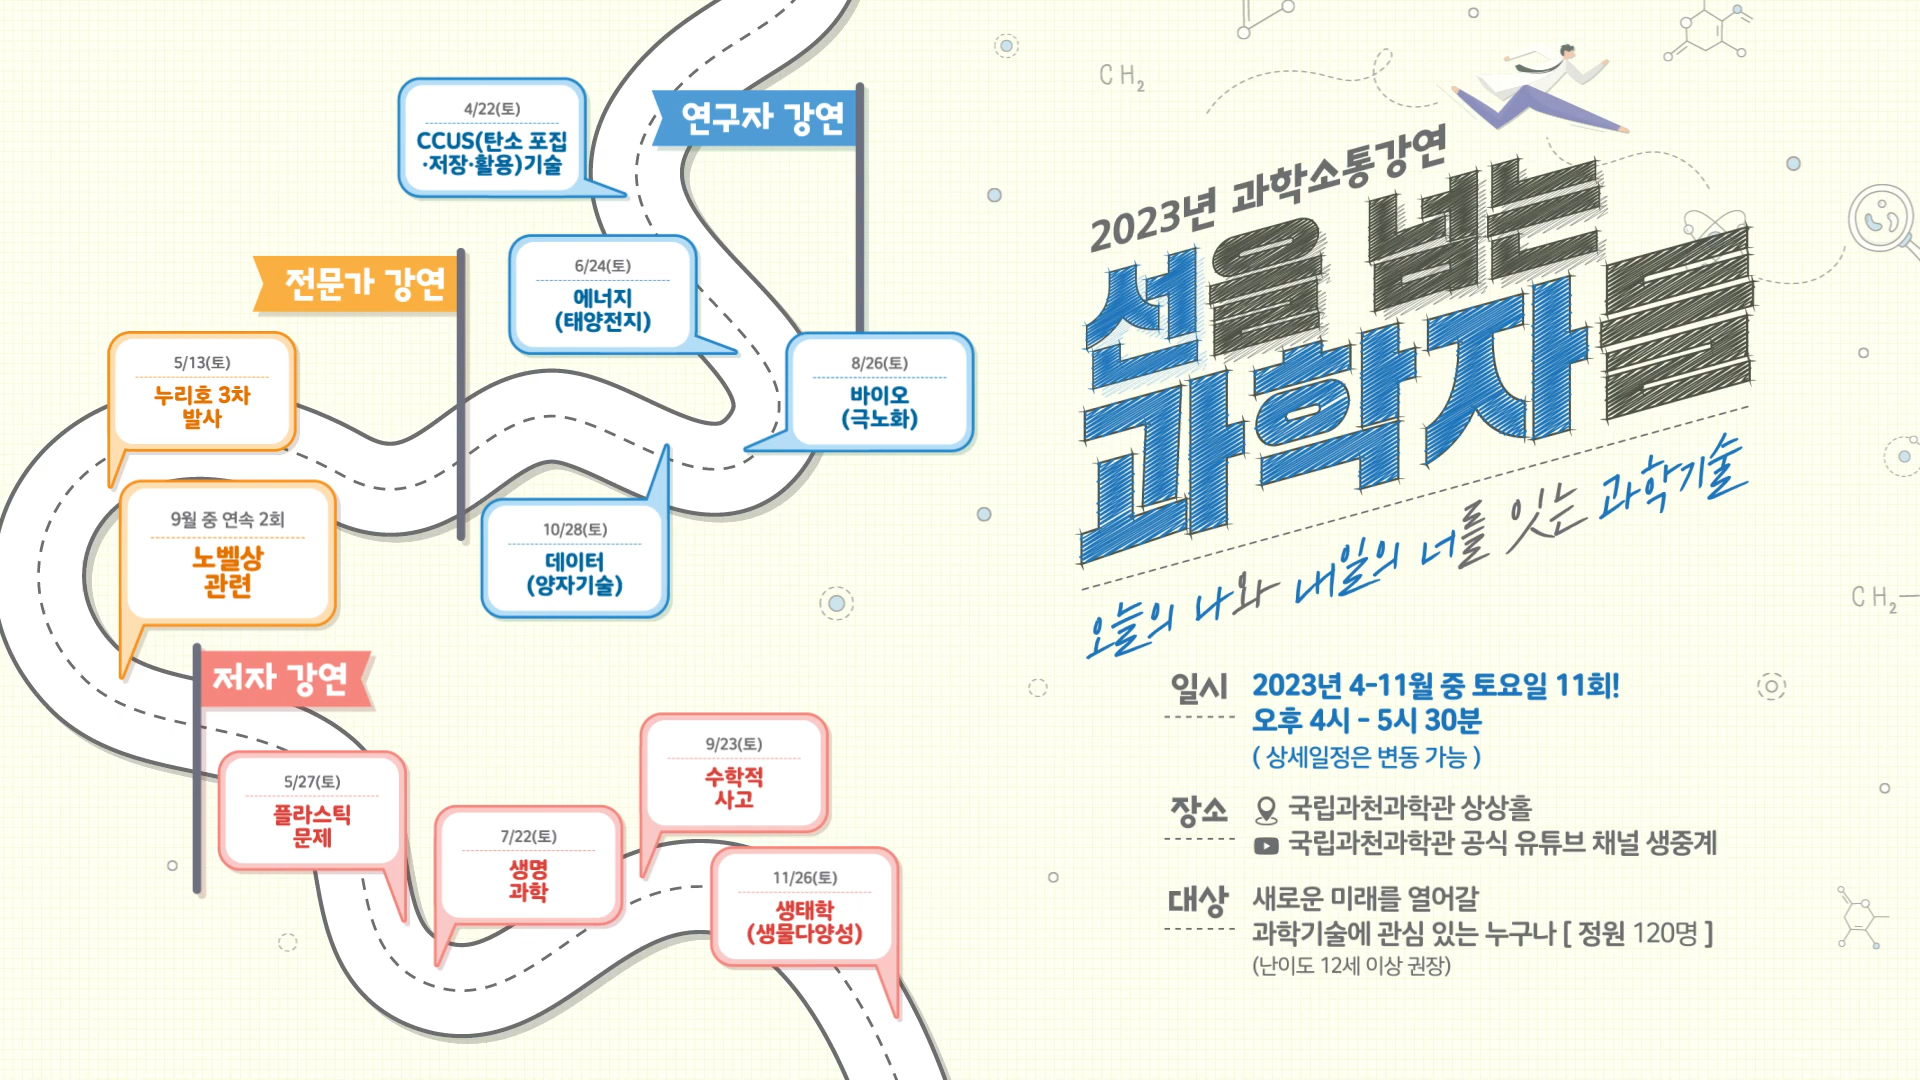 연구자 강연
4/22(토)
CCUS(탄소 포집
·저장·활용)기술
6/24(토)
에너지
(태양전지)
8/26(토)
바이오
(극노화)
10/28(토)
데이터
(양자기술)
전문가 강연
5/13(토)
누리호 3차
발사
9월 중 연속 2회
노벨상
관련
저자 강연
5/27(토)
플라스틱
문제
7/22(토)
생명
과학
9/23(토)
수학적
사고
11/26(토)
생태학
(생물다양성)
CH2
2023년 과학소통강연
선을 넘는
과학자들
오늘의 나와 내일의 너를 잇는 과학기술
CH2
일시 2023년 4-11월 중 토요일 11회!
오후 4시 - 5시 30분
( 상세일정은 변동 가능 )
장소 국립과천과학관 상상홀
국립과천과학관 공식 유튜브 채널 생중계
대상 새로운 미래를 열어갈
과학기술에 관심 있는 누구나 [ 정원 120명 ]
(난이도 12세 이상 권장)